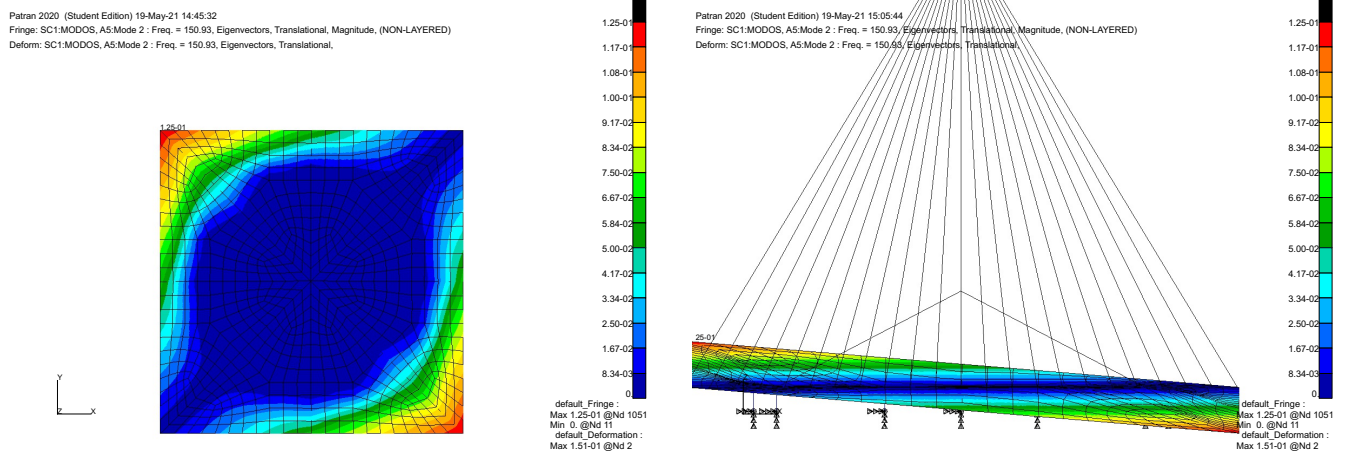 Patran 2020 (Student Edition) 19-May-21 14:45:32
Fringe: SC1:MODOS, A5:Mode 2 : Freq. = 150.93, Eigenvectors, Translational, Magnitude, (NON-LAYERED)
Deform: SC1:MODOS, A5:Mode 2 : Freq. = 150.93, Eigenvectors, Translational,
1.25-01
1.25-01
1.17-01
1.08-01
1.00-01
9.17-02
8.34-02
7.50-02
6.67-02
5.84-02
5.00-02
4.17-02
3.34-02
2.50-02
1.67-02
8.34-03
0.
Y
Z X
default_Fringe :
Max 1.25-01 @Nd 1051
Min 0. @Nd 11
default_Deformation :
Max 1.51-01 @Nd 2
Patran 2020 (Student Edition) 19-May-21 15:05:44
Fringe: SC1:MODOS, A5:Mode 2 : Freq. = 150.93, Eigenvectors, Translational, Magnitude, (NON-LAYERED)
Deform: SC1:MODOS, A5:Mode 2 : Freq. = 150.93, Eigenvectors, Translational,
25-01
1.25-01
1.17-01
1.08-01
1.00-01
9.17-02
8.34-02
7.50-02
6.67-02
5.84-02
5.00-02
4.17-02
3.34-02
2.50-02
1.67-02
8.34-03
0.
default_Fringe :
Max 1.25-01 @Nd 1051
Min 0. @Nd 11
default_Deformation :
Max 1.51-01 @Nd 2